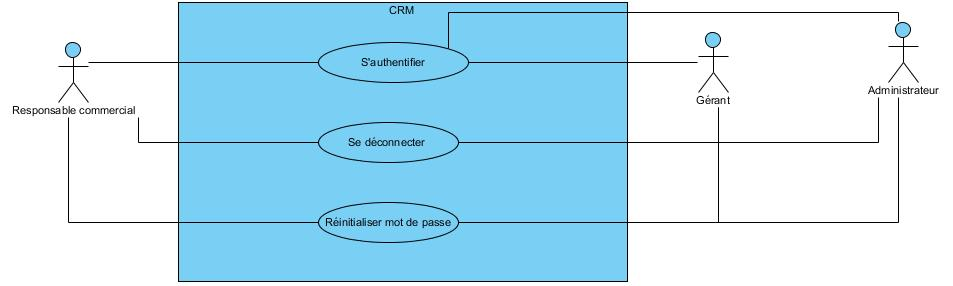 CRM
S'authentifier
Responsable commercial
Gérant
Administrateur
Se déconnecter
Réinitialiser mot de passe